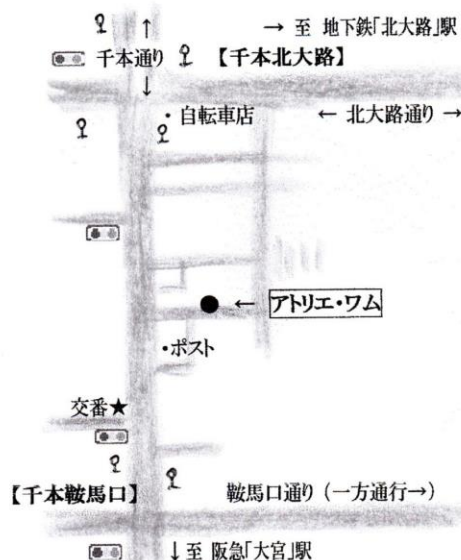 → 至 地下鉄「北大路」駅
千本通り 【千本北大路】
・自転車店
← 北大路通り →
← アトリエ・ワム
・ポスト
交番★
【千本鞍馬口】 鞍馬口通り (一方通行→)
↓至 阪急「大宮」駅